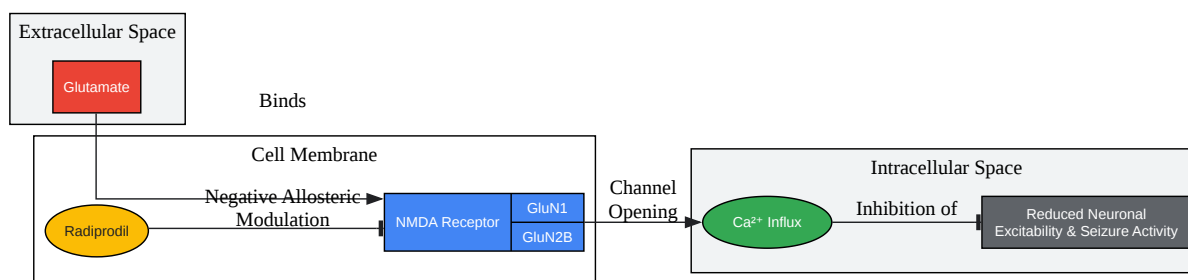 Extracellular Space
Glutamate
Binds
Cell Membrane
Negative Allosteric
Modulation
Radiprodil
NMDA Receptor
GluN1
GluN2B
Channel
Opening
Intracellular Space
Ca²⁺ Influx
Inhibition of
Reduced Neuronal
Excitability & Seizure Activity